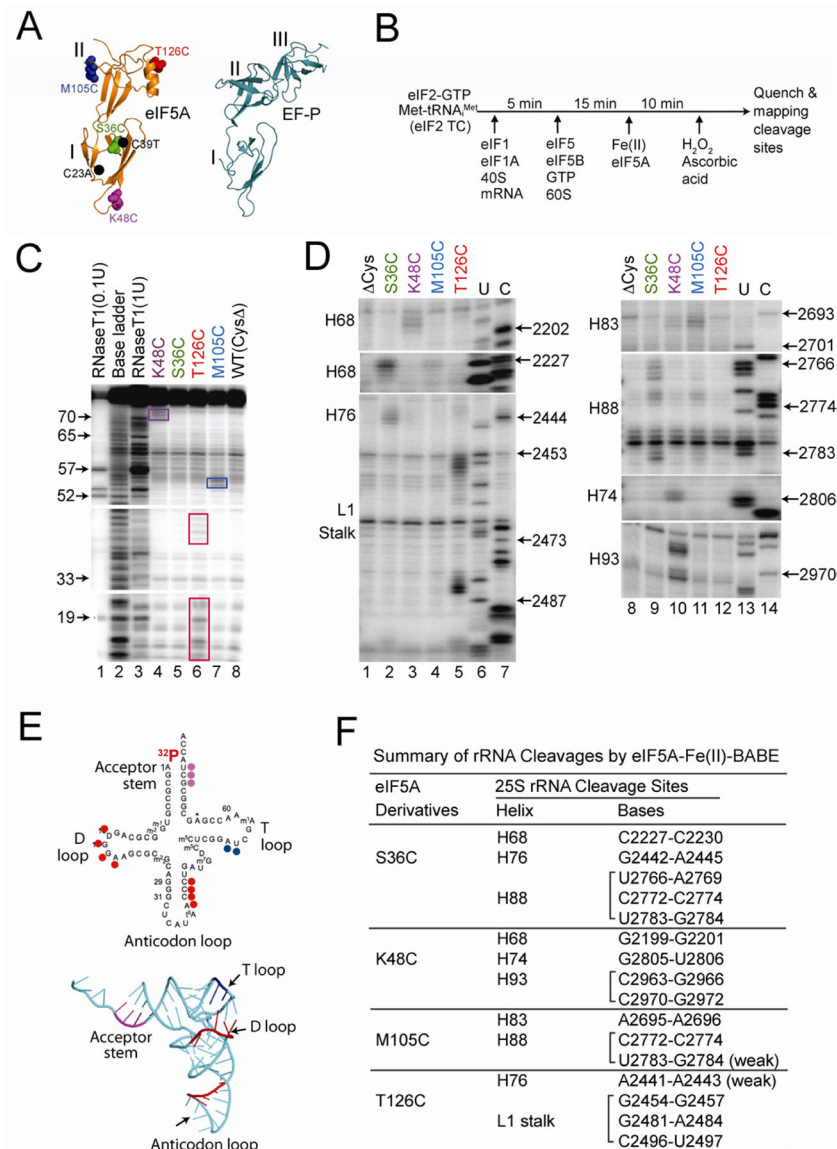 A
II
T126C
M105C
eIF5A
S36C
I
C39T
C23A
K48C
III
II
EF-P
I
B
eIF2-GTP
Met-tRNAiMet
(eIF2 TC)
5 min
15 min
10 min
Quench &
mapping
cleavage
sites
eIF1
eIF1A
40S
mRNA
eIF5
eIF5B
GTP
60S
Fe(II)
eIF5A
H2O2
Ascorbic
acid
C
RNaseT1(0.1U)
Base ladder
RNaseT1(1U)
K48C
S36C
T126C
M105C
WT(CysΔ)
70
65
57
52
33
19
1 2 3 4 5 6 7 8
D
ΔCys S36C K48C M105C T126C U C
H68
2202
H68
2227
H76
2444
2453
L1
Stalk
2473
2487
1 2 3 4 5 6 7
ΔCys S36C K48C M105C T126C U C
H83
2693
2701
2766
H88
2774
2783
H74
2806
H93
2970
8 9 10 11 12 13 14
E
32P
Acceptor
stem
60
T
loop
D
loop
29
31
Anticodon loop
T loop
D loop
Acceptor
stem
Anticodon loop
F
Summary of rRNA Cleavages by eIF5A-Fe(II)-BABE
eIF5A 25S rRNA Cleavage Sites
Derivatives Helix Bases
S36C
H68 C2227-C2230
H76 G2442-A2445
U2766-A2769
H88 C2772-C2774
U2783-G2784
K48C
H68 G2199-G2201
H74 G2805-U2806
H93 C2963-G2966
C2970-G2972
M105C
H83 A2695-A2696
H88 C2772-C2774
U2783-G2784 (weak)
T126C
H76 A2441-A2443 (weak)
G2454-G2457
L1 stalk G2481-A2484
C2496-U2497